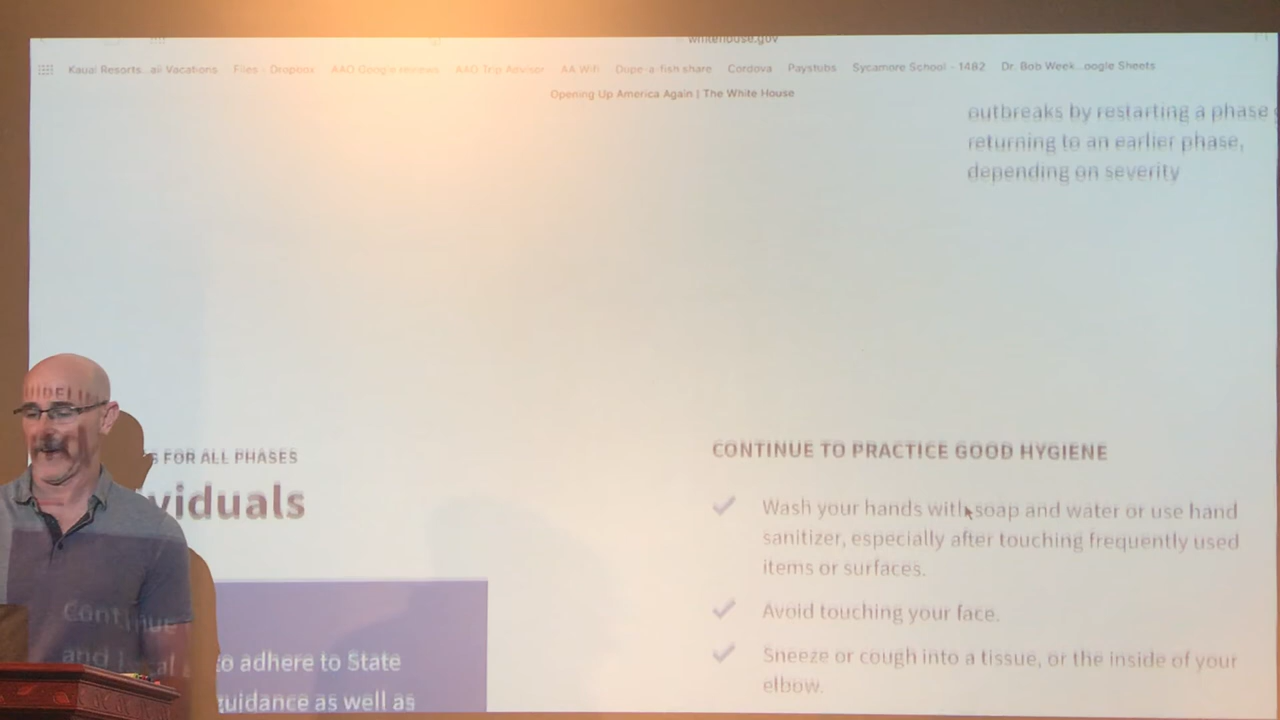 whitehouse.gov
Kauai Resorts...air Vacations Files - Dropbox AAO Google reviews AAO Trip Advisor AA Wifi Dupe-a-fish share Cordova Paystubs Sycamore School - 1482 Dr. Bob Week...oogle Sheets
Opening Up America Again | The White House
outbreaks by restarting a phase
returning to an earlier phase,
depending on severity
S FOR ALL PHASES
viduals
Continue
to adhere to State
and
guidance as well as
CONTINUE TO PRACTICE GOOD HYGIENE
Wash your hands with soap and water or use hand
sanitizer, especially after touching frequently used
items or surfaces.
Avoid touching your face.
Sneeze or cough into a tissue, or the inside of your
elbow.